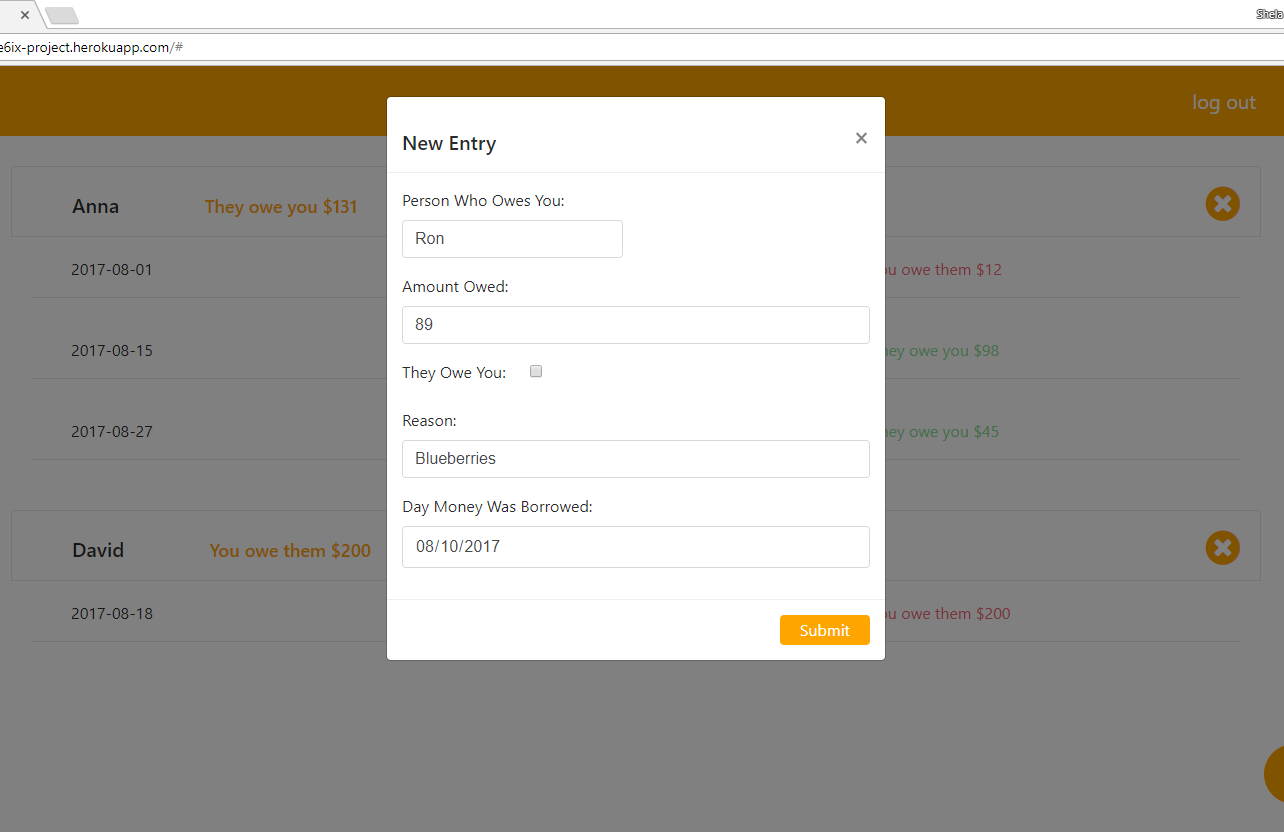 Shela
e6ix-project.herokuapp.com/#
log out
New Entry
Person Who Owes You:
Ron
Amount Owed:
89
They Owe You:
Reason:
Blueberries
Day Money Was Borrowed:
08/10/2017
Submit
Anna They owe you $131
2017-08-01 ou owe them $12
2017-08-15 hey owe you $98
2017-08-27 hey owe you $45
David You owe them $200
2017-08-18 ou owe them $200